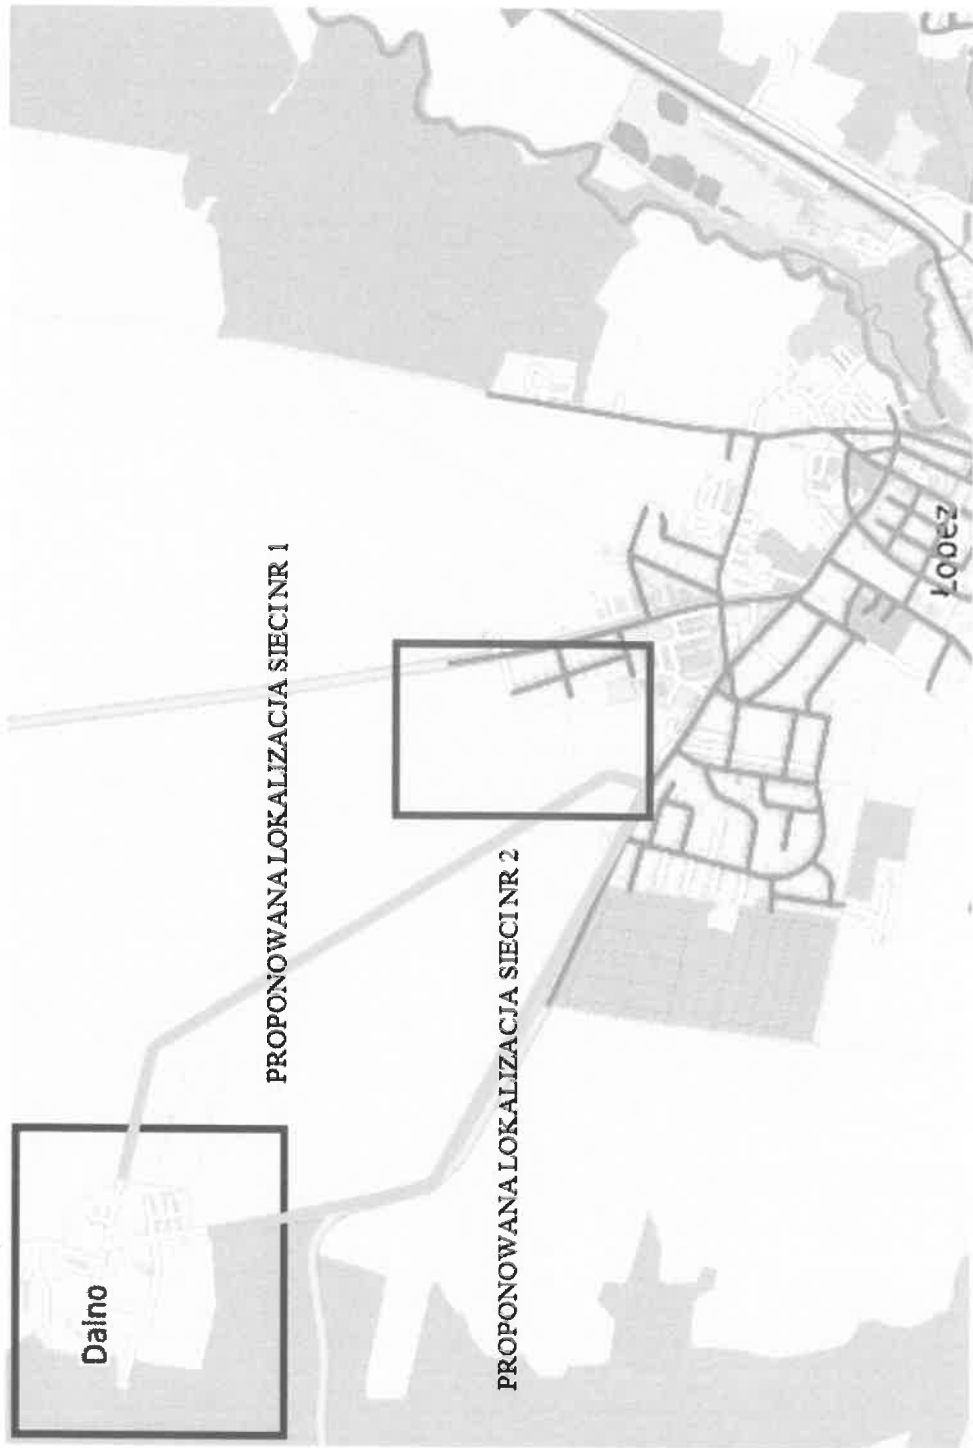 Dalno
PROPONOWANA LOKALIZACJA SIECI NR 1
PROPONOWANA LOKALIZACJA SIECI NR 2
Łobez